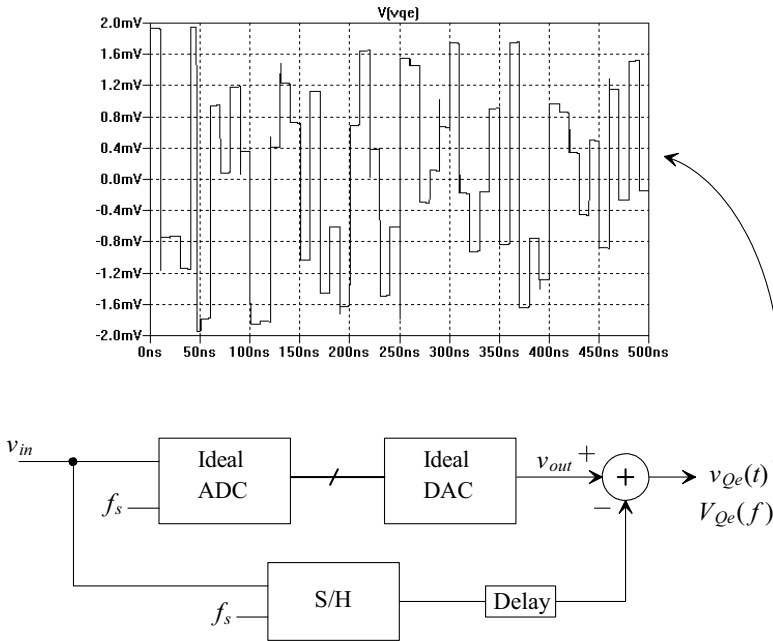 V(vqe)
2.0mV
1.6mV
1.2mV
0.8mV
0.4mV
0.0mV
-0.4mV
-0.8mV
-1.2mV
-1.6mV
-2.0mV
0ns 50ns 100ns 150ns 200ns 250ns 300ns 350ns 400ns 450ns 500ns
v_in
Ideal
ADC
f_s
Ideal
DAC
v_out +
+
−
v_Qe(t)
V_Qe(f)
S/H
f_s
Delay